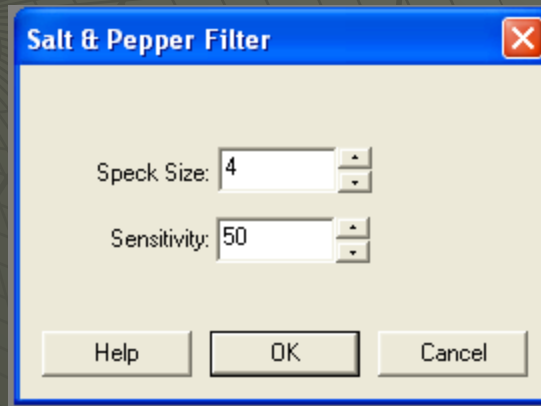 Salt & Pepper Filter
Speck Size: 4
Sensitivity: 50
Help OK Cancel